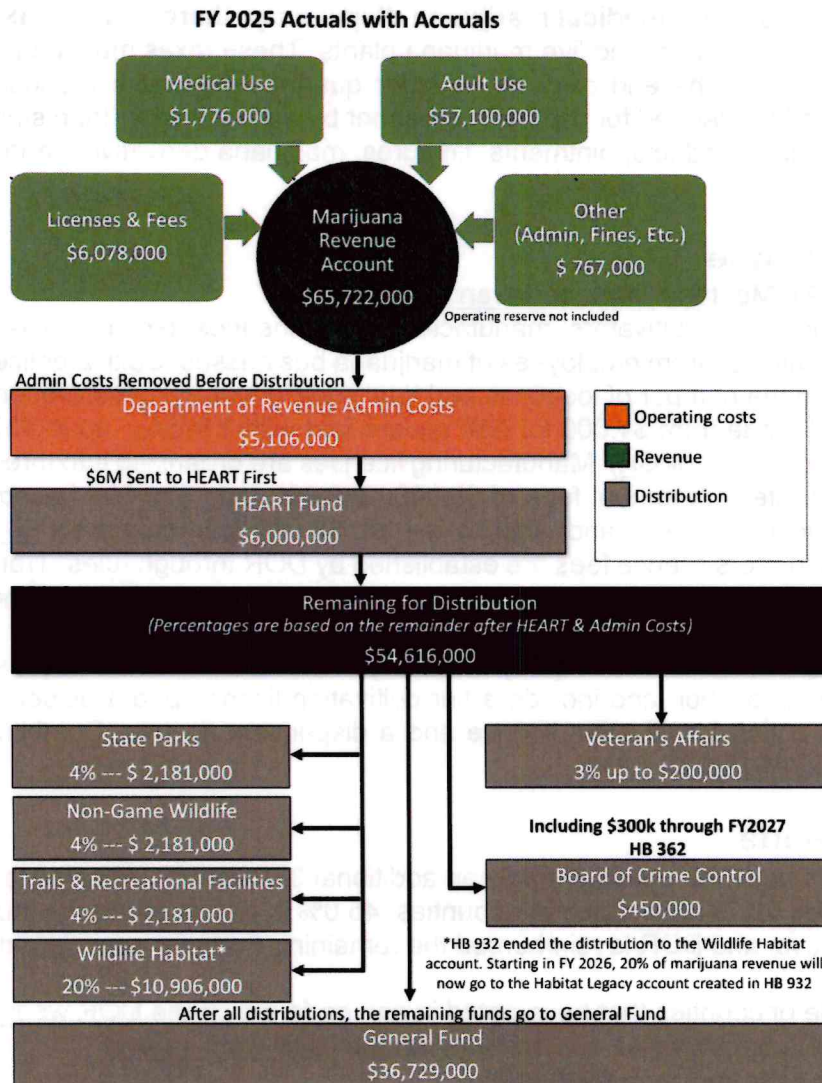 FY 2025 Actuals with Accruals
Medical Use
$1,776,000
Adult Use
$57,100,000
Licenses & Fees
$6,078,000
Marijuana
Revenue
Account
$65,722,000
Other
(Admin, Fines, Etc.)
$ 767,000
Operating reserve not included
Admin Costs Removed Before Distribution
Department of Revenue Admin Costs
$5,106,000
Operating costs
Revenue
Distribution
$6M Sent to HEART First
HEART Fund
$6,000,000
Remaining for Distribution
(Percentages are based on the remainder after HEART & Admin Costs)
$54,616,000
State Parks
4% --- $ 2,181,000
Veteran's Affairs
3% up to $200,000
Non-Game Wildlife
4% --- $ 2,181,000
Including $300k through FY2027
HB 362
Trails & Recreational Facilities
4% --- $ 2,181,000
Board of Crime Control
$450,000
Wildlife Habitat*
20% --- $10,906,000
*HB 932 ended the distribution to the Wildlife Habitat
account. Starting in FY 2026, 20% of marijuana revenue will
now go to the Habitat Legacy account created in HB 932
After all distributions, the remaining funds go to General Fund
General Fund
$36,729,000